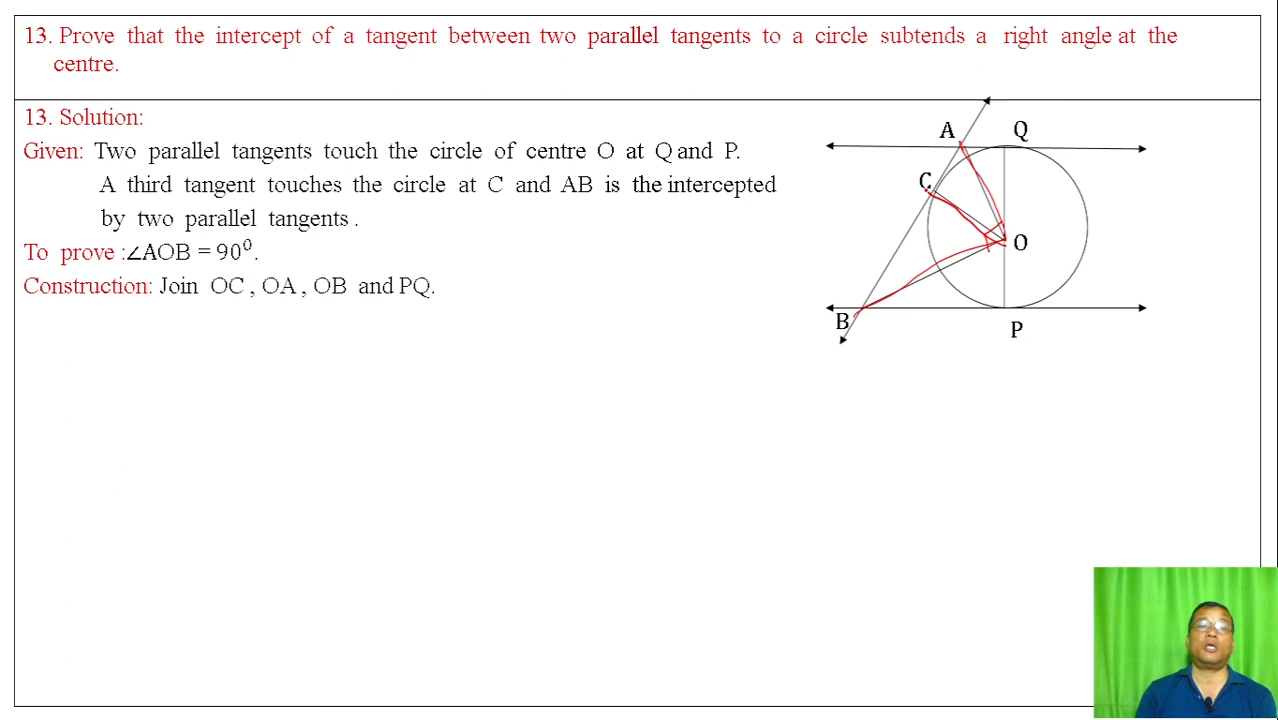 13. Prove that the intercept of a tangent between two parallel tangents to a circle subtends a right angle at the
centre.
13. Solution:
Given: Two parallel tangents touch the circle of centre O at Q and P.
A third tangent touches the circle at C and AB is the intercepted
by two parallel tangents .
To prove :∠AOB = 90⁰.
Construction: Join OC , OA , OB and PQ.
A Q
C
O
B
P